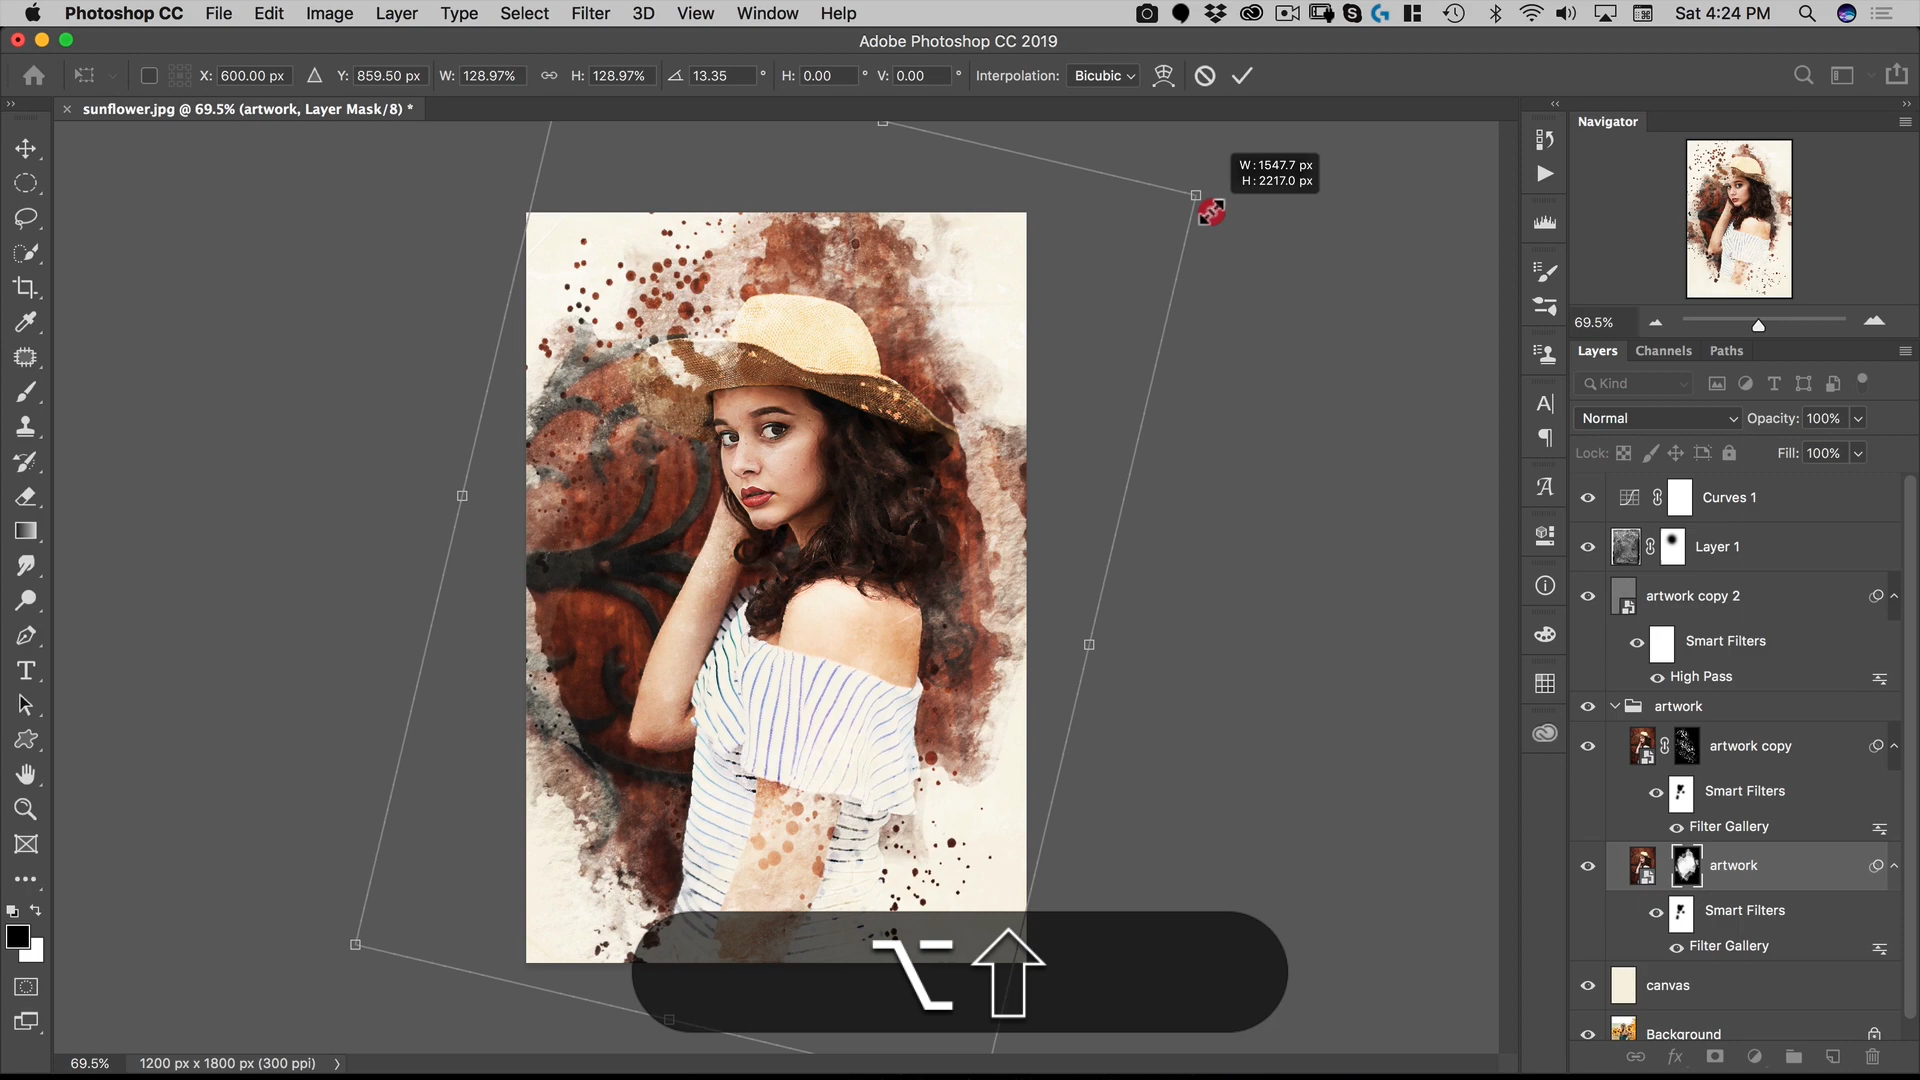 Photoshop CC File Edit Image Layer Type Select Filter 3D View Window Help Sat 4:24 PM
Adobe Photoshop CC 2019
X: 600.00 px Y: 859.50 px W: 128.97% H: 128.97% 13.35 ° H: 0.00 ° V: 0.00 ° Interpolation: Bicubic
sunflower.jpg @ 69.5% (artwork, Layer Mask/8) *
Navigator
W : 1547.7 px
H : 2217.0 px
69.5%
Layers Channels Paths
Kind
Normal Opacity: 100%
Lock: Fill: 100%
Curves 1
Layer 1
artwork copy 2
Smart Filters
High Pass
artwork
artwork copy
Smart Filters
Filter Gallery
artwork
Smart Filters
Filter Gallery
canvas
Background
69.5% 1200 px x 1800 px (300 ppi)